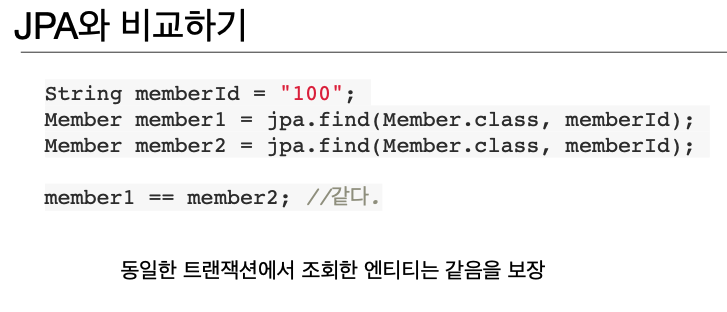 JPA와 비교하기
String memberId = "100";
Member member1 = jpa.find(Member.class, memberId);
Member member2 = jpa.find(Member.class, memberId);
member1 == member2; //같다.
동일한 트랜잭션에서 조회한 엔티티는 같음을 보장